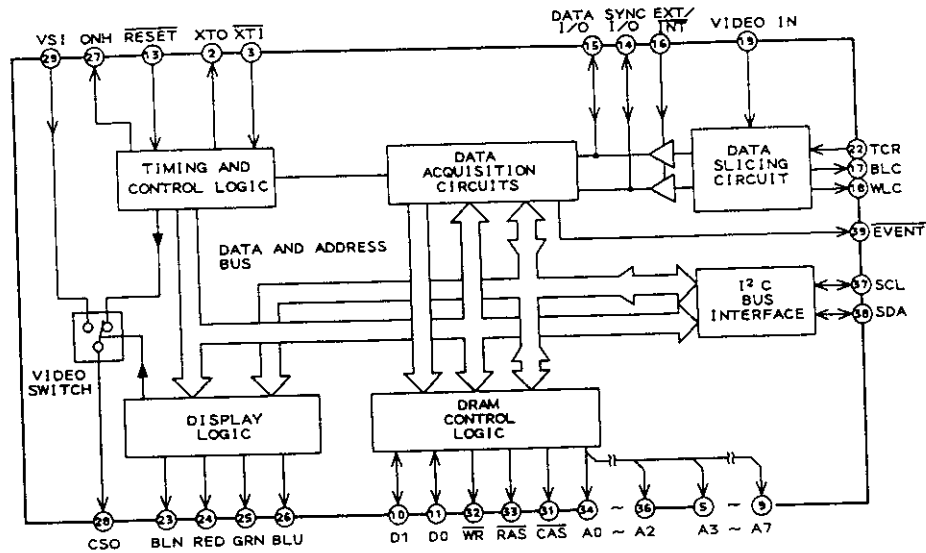 DATA SYNC EXT/
I/O I/O INT VIDEO IN
VSI ONH RESET XTO XTI
29 27 13 2 3 15 14 16 19
TIMING AND
CONTROL LOGIC
DATA
ACQUISITION
CIRCUITS
DATA
SLICING
CIRCUIT
22 TCR
17 BLC
18 WLC
39 EVENT
DATA AND ADDRESS
BUS
I² C
BUS
INTERFACE
37 SCL
38 SDA
VIDEO
SWITCH
DISPLAY
LOGIC
DRAM
CONTROL
LOGIC
28 23 24 25 26 10 11 32 33 31 34 ~ 36 5 ~ 9
CSO BLN RED GRN BLU D1 D0 WR RAS CAS A0 ~ A2 A3 ~ A7